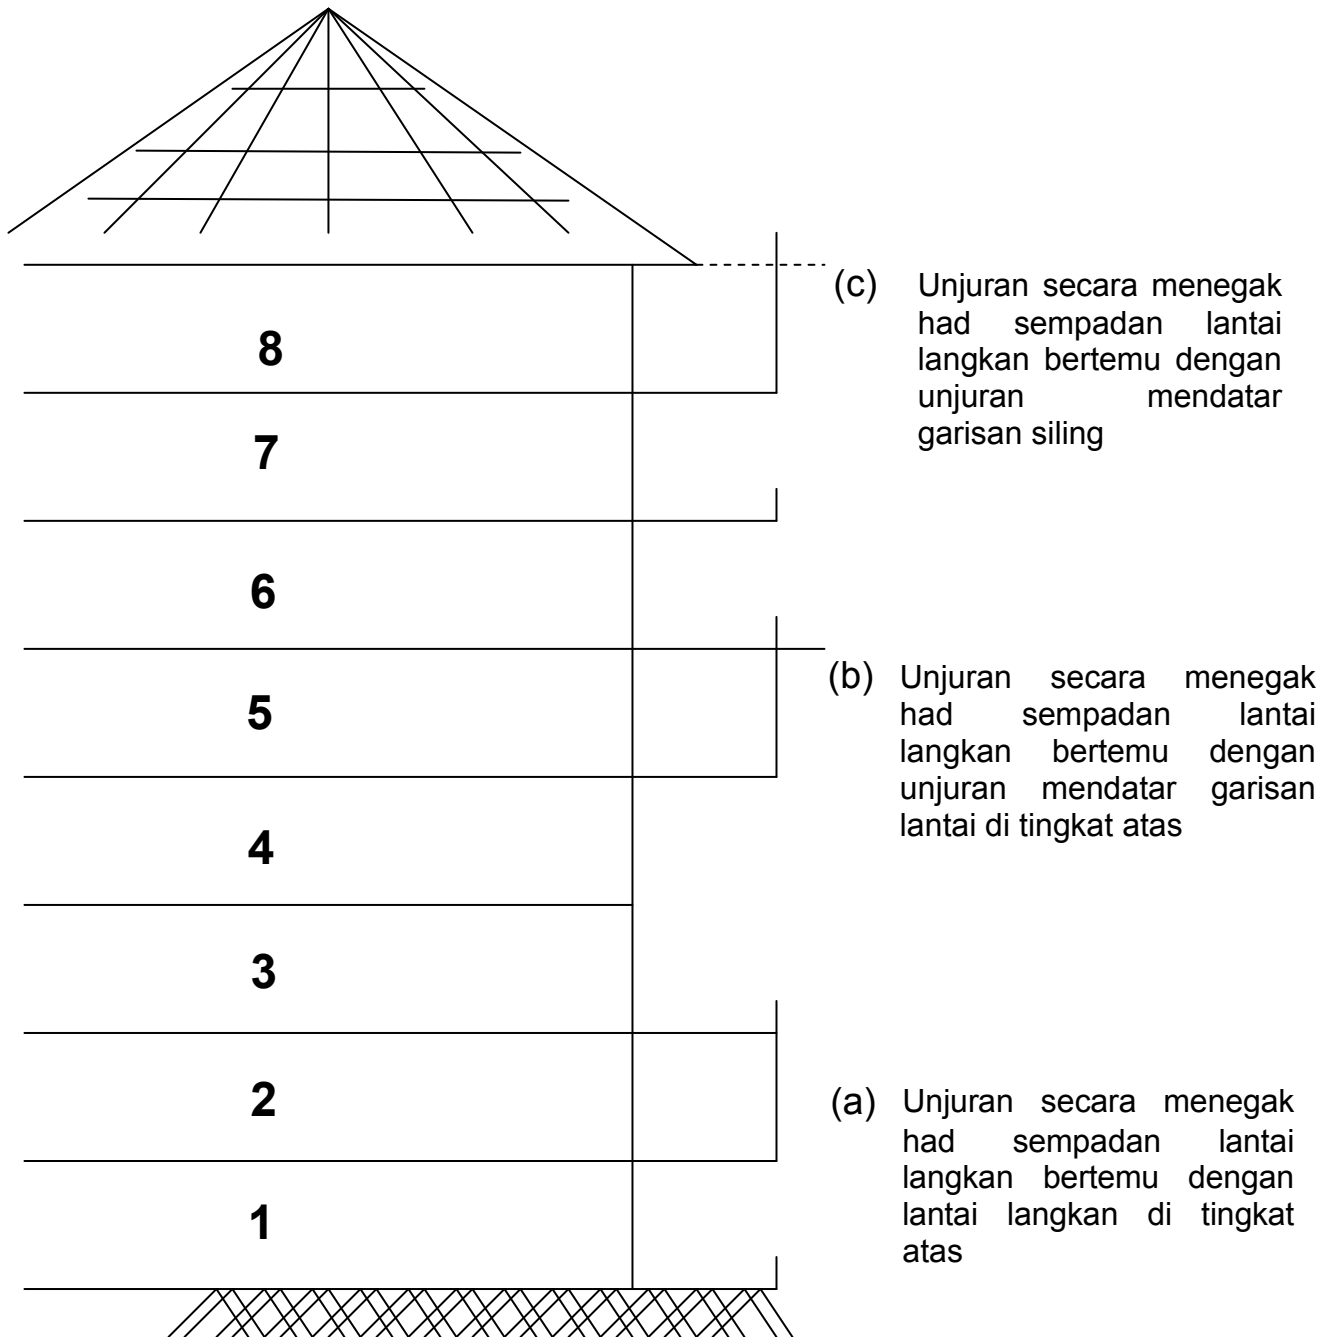 8
(c) Unjuran secara menegak
had sempadan lantai
langkan bertemu dengan
unjuran mendatar
garisan siling
7
6
(b) Unjuran secara menegak
had sempadan lantai
langkan bertemu dengan
unjuran mendatar garisan
lantai di tingkat atas
5
4
3
2
(a) Unjuran secara menegak
had sempadan lantai
langkan bertemu dengan
lantai langkan di tingkat
atas
1